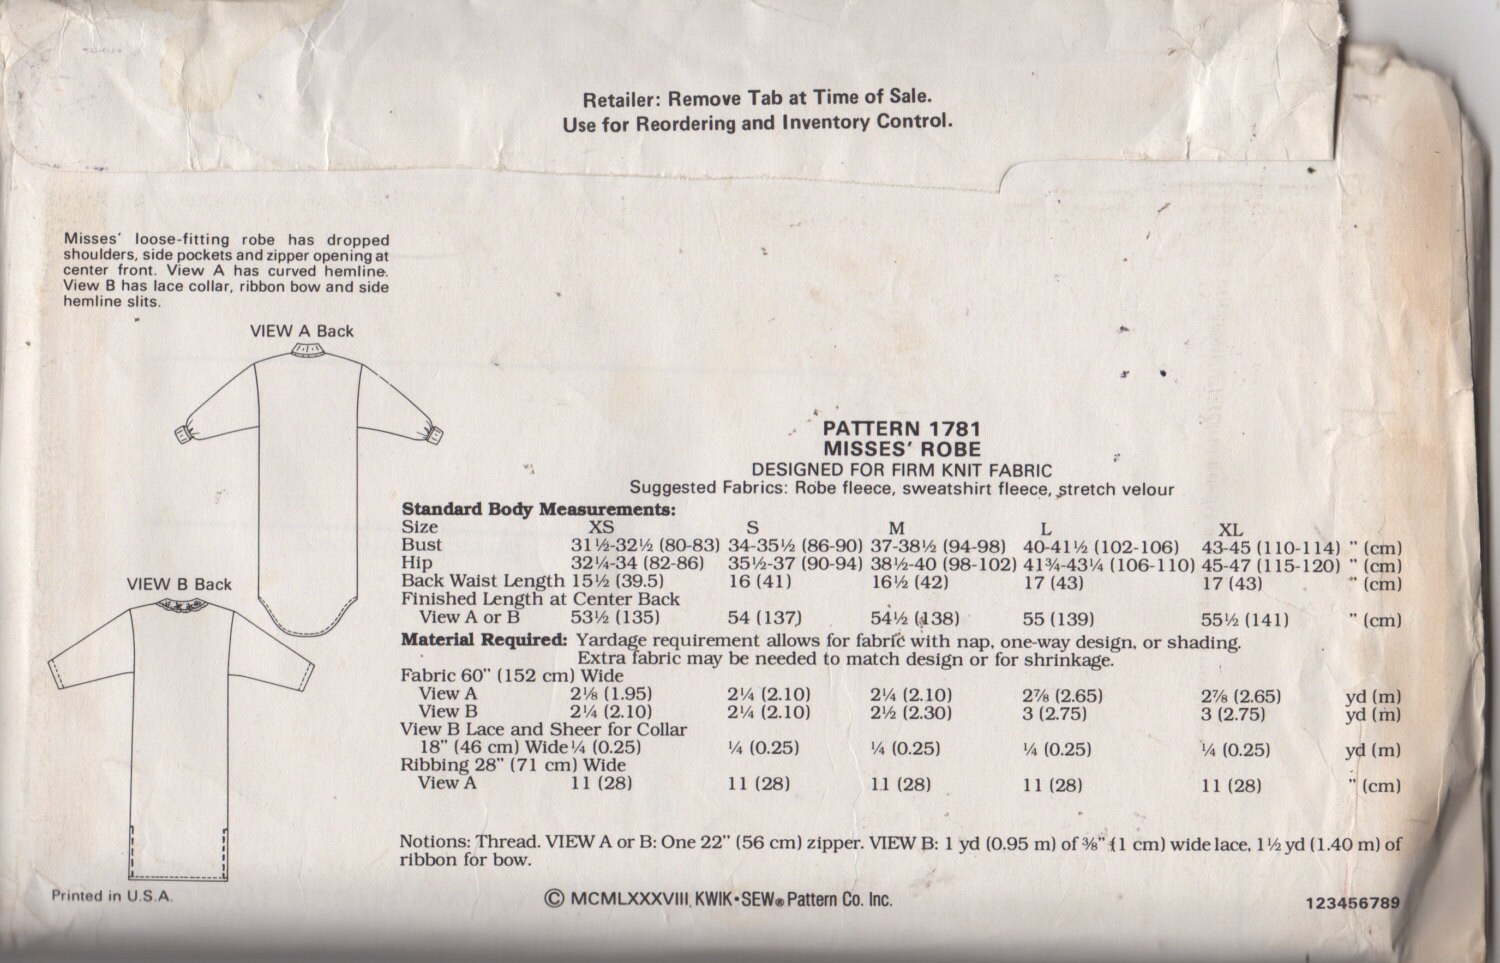 Retailer: Remove Tab at Time of Sale.
Use for Reordering and Inventory Control.
Misses' loose-fitting robe has dropped
shoulders, side pockets and zipper opening at
center front. View A has curved hemline.
View B has lace collar, ribbon bow and side
hemline slits.
VIEW A Back
VIEW B Back
Printed in U.S.A.
PATTERN 1781
MISSES' ROBE
DESIGNED FOR FIRM KNIT FABRIC
Suggested Fabrics: Robe fleece, sweatshirt fleece, stretch velour
Standard Body Measurements:
Size XS S M L XL
Bust 31½-32½ (80-83) 34-35½ (86-90) 37-38½ (94-98) 40-41½ (102-106) 43-45 (110-114) " (cm)
Hip 32¼-34 (82-86) 35½-37 (90-94) 38½-40 (98-102) 41¾-43¼ (106-110) 45-47 (115-120) " (cm)
Back Waist Length 15½ (39.5) 16 (41) 16½ (42) 17 (43) 17 (43) " (cm)
Finished Length at Center Back
View A or B 53½ (135) 54 (137) 54½ (138) 55 (139) 55½ (141) " (cm)
Material Required: Yardage requirement allows for fabric with nap, one-way design, or shading.
Extra fabric may be needed to match design or for shrinkage.
Fabric 60" (152 cm) Wide
View A 2⅛ (1.95) 2¼ (2.10) 2¼ (2.10) 2⅞ (2.65) 2⅞ (2.65) yd (m)
View B 2¼ (2.10) 2¼ (2.10) 2½ (2.30) 3 (2.75) 3 (2.75) yd (m)
View B Lace and Sheer for Collar
18" (46 cm) Wide ¼ (0.25) ¼ (0.25) ¼ (0.25) ¼ (0.25) ¼ (0.25) yd (m)
Ribbing 28" (71 cm) Wide
View A 11 (28) 11 (28) 11 (28) 11 (28) 11 (28) " (cm)
Notions: Thread. VIEW A or B: One 22" (56 cm) zipper. VIEW B: 1 yd (0.95 m) of ⅜" (1 cm) wide lace, 1½ yd (1.40 m) of
ribbon for bow.
© MCMLXXXVIII KWIK•SEW® Pattern Co. Inc.
123456789